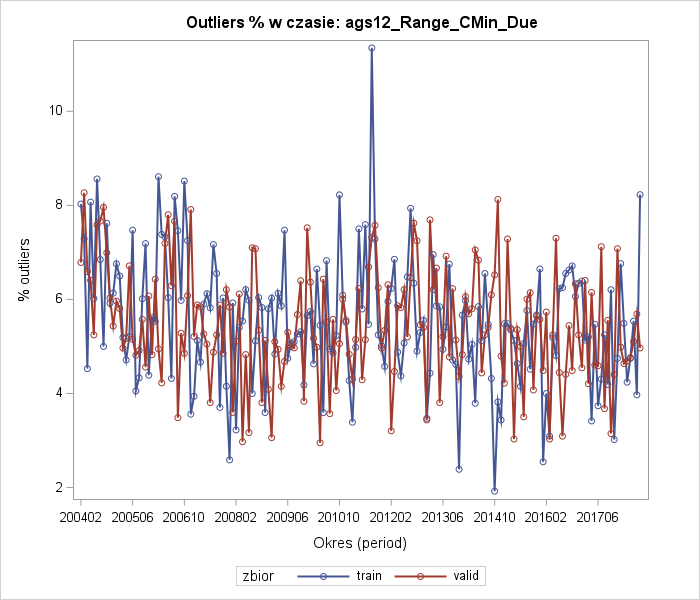 Outliers % w czasie: ags12_Range_CMin_Due
% outliers
10
8
6
4
2
200402 200506 200610 200802 200906 201010 201202 201306 201410 201602 201706
Okres (period)
zbior train valid